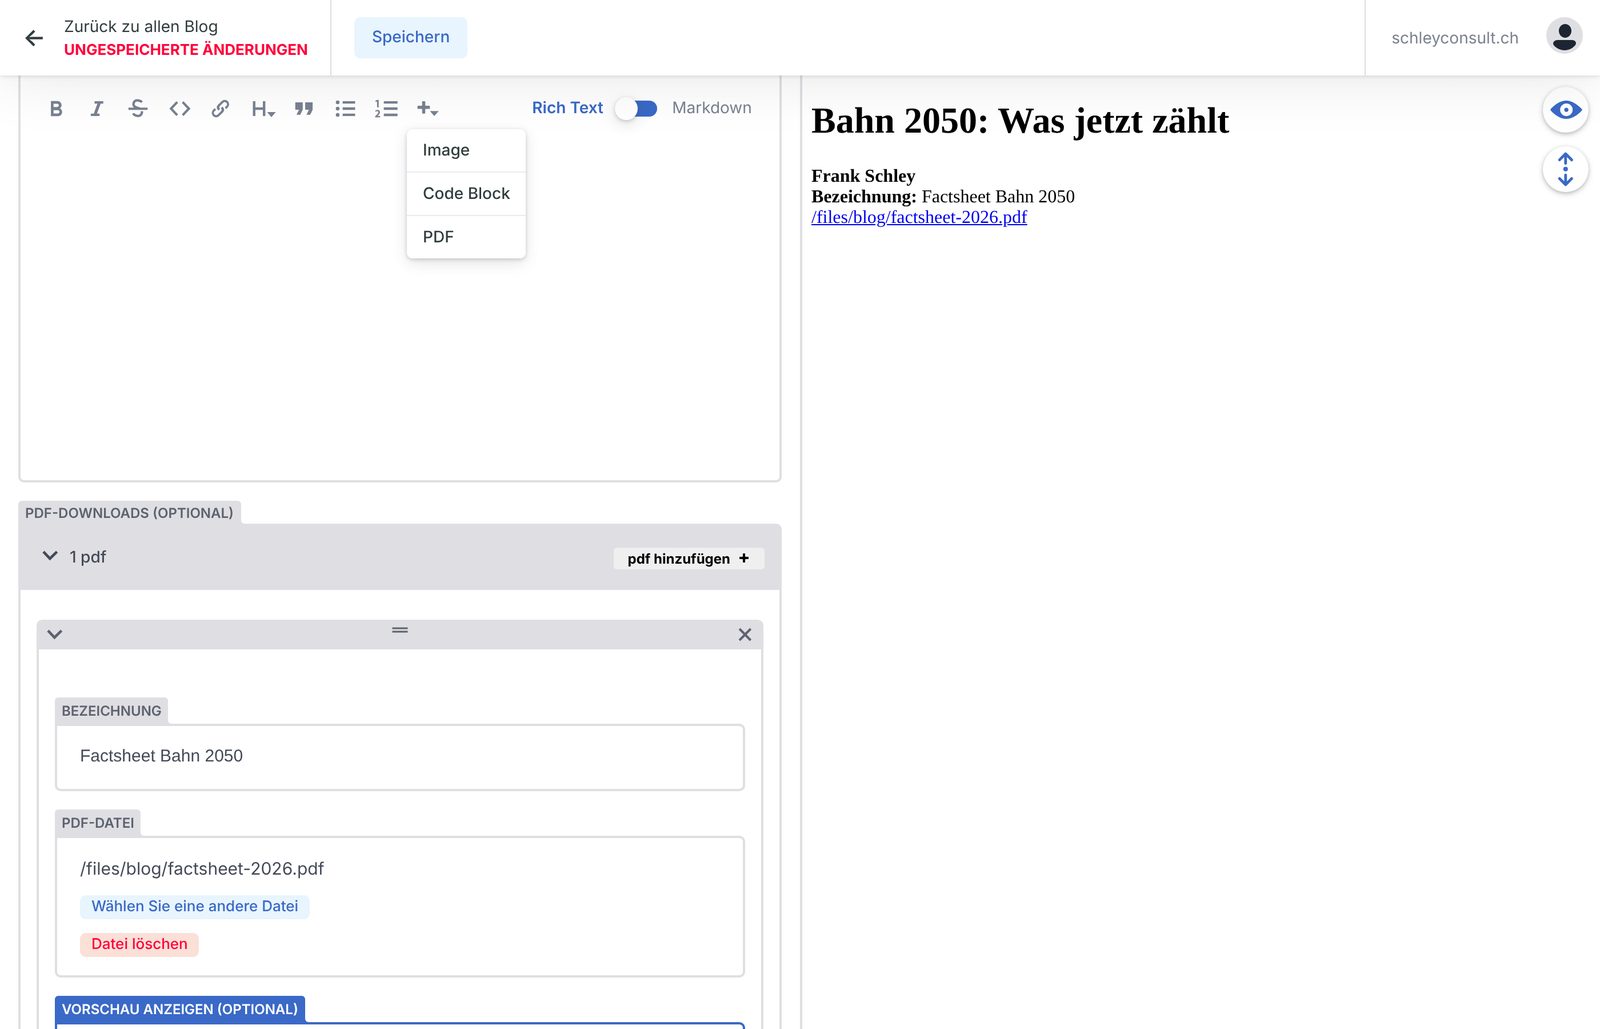 Zurück zu allen Blog
UNGESPEICHERTE ÄNDERUNGEN
Speichern
schleyconsult.ch
Rich Text
Markdown
Image
Code Block
PDF
PDF-DOWNLOADS (OPTIONAL)
1 pdf
pdf hinzufügen +
BEZEICHNUNG
Factsheet Bahn 2050
PDF-DATEI
/files/blog/factsheet-2026.pdf
Wählen Sie eine andere Datei
Datei löschen
VORSCHAU ANZEIGEN (OPTIONAL)
Bahn 2050: Was jetzt zählt
Frank Schley
Bezeichnung: Factsheet Bahn 2050
/files/blog/factsheet-2026.pdf